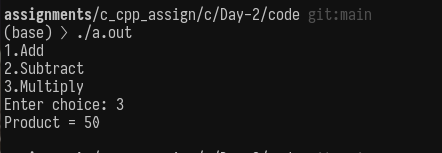 assignments/c_cpp_assign/c/Day-2/code git:main
(base) > ./a.out
1.Add
2.Subtract
3.Multiply
Enter choice: 3
Product = 50